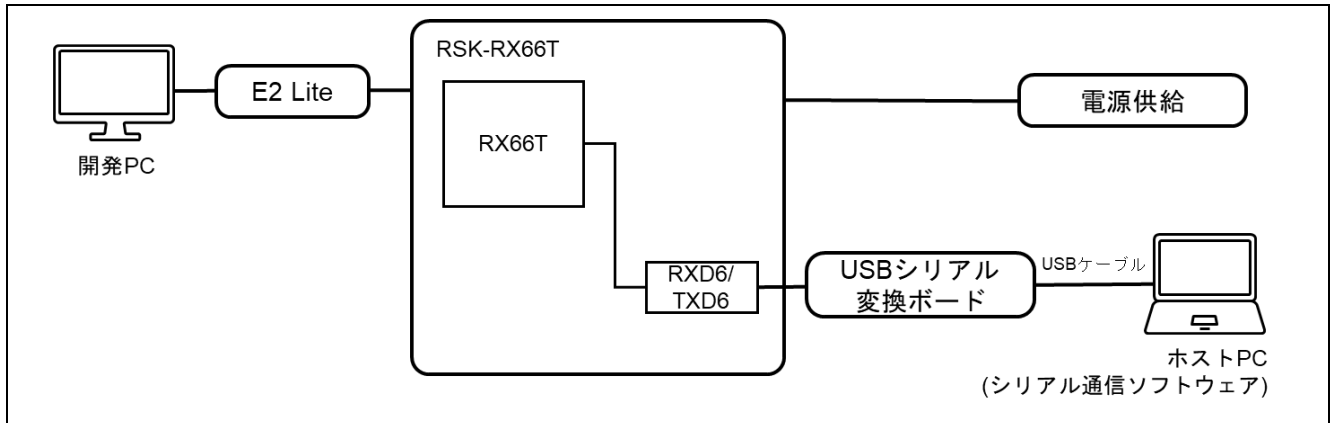 RSK-RX66T
E2 Lite
電源供給
RX66T
開発PC
RXD6/
TXD6
USBシリアル
変換ボード
USBケーブル
ホストPC
(シリアル通信ソフトウェア)